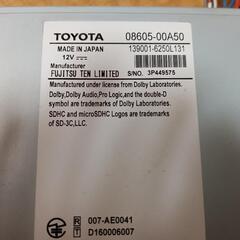 TOYOTA 08605-00A50
MADE IN JAPAN 139001-6250L131
12V
Manufacturer
FUJITSU TEN LIMITED S/NO. 3P449575
Manufactured under license from Dolby Laboratories.
Dolby,Dolby Audio,Pro Logic,and the double-D
symbol are trademarks of Dolby Laboratories.
SDHC and microSDHC Logos are trademarks
of SD-3C,LLC.
R 007-AE0041
T D160006007